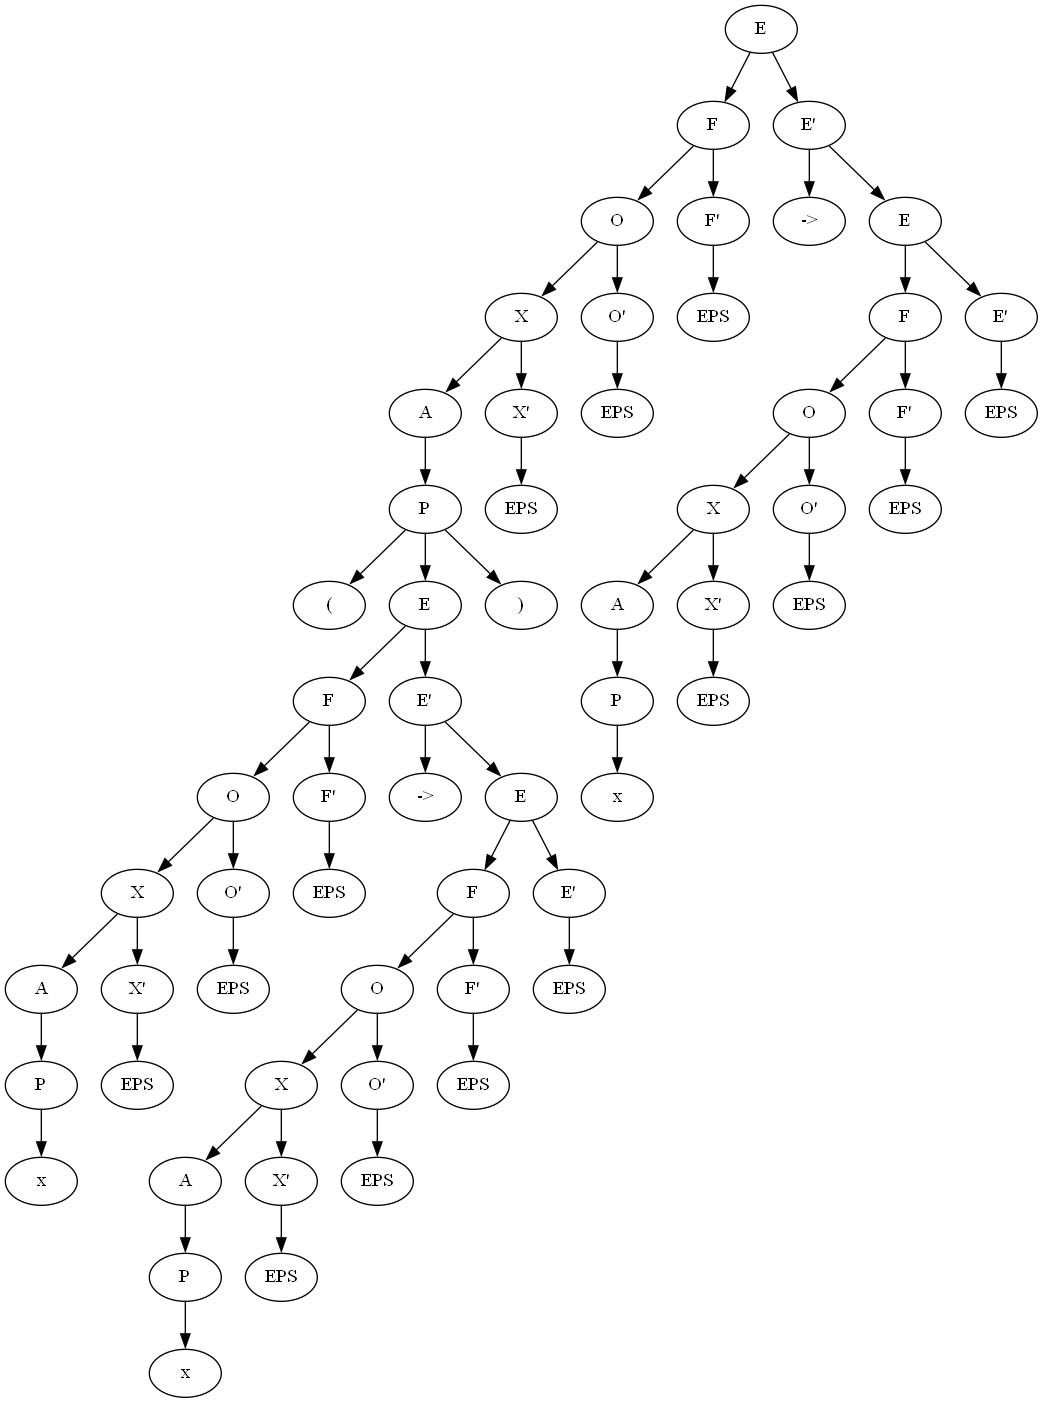 E
F E'
O F' -> E
X O' EPS F E'
A X' EPS O F' EPS
P EPS X O' EPS
( E ) A X' EPS
F E' P EPS
O F' -> E x
X O' EPS F E'
A X' EPS O F' EPS
P EPS X O' EPS
x A X' EPS
P EPS
x